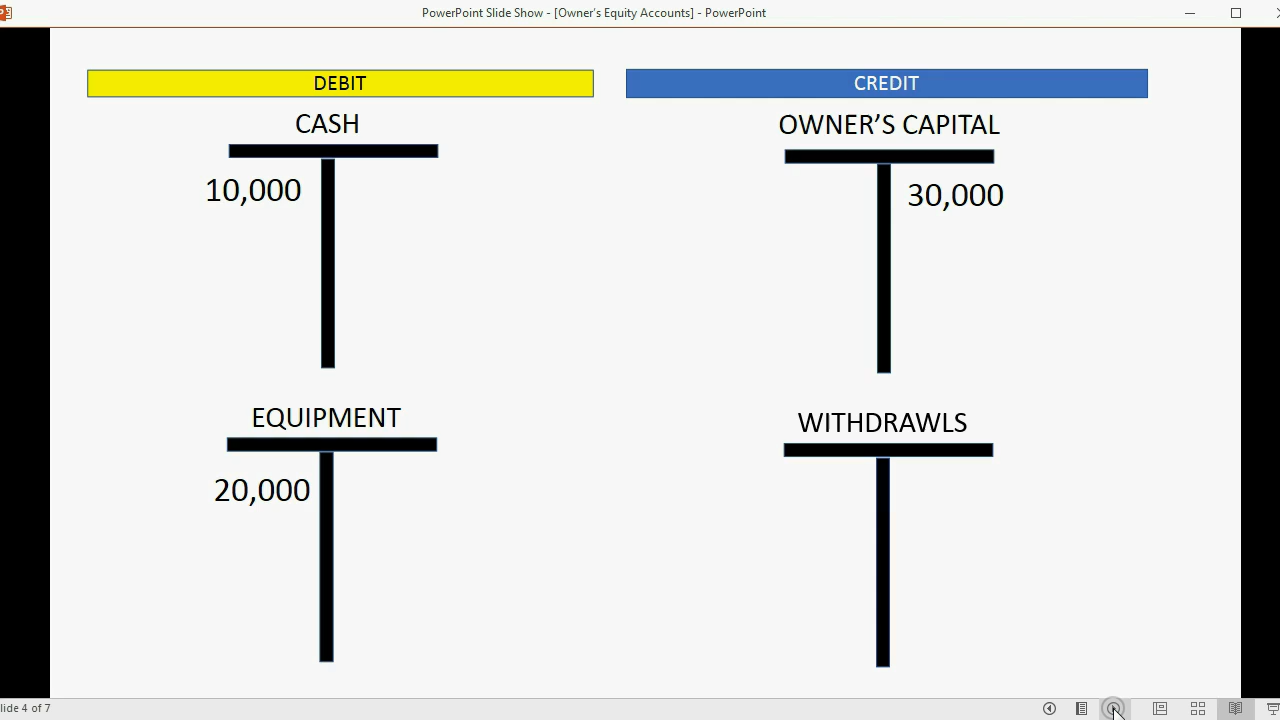 PowerPoint Slide Show - [Owner's Equity Accounts] - PowerPoint
DEBIT
CREDIT
CASH
OWNER’S CAPITAL
10,000
30,000
EQUIPMENT
WITHDRAWLS
20,000
lide 4 of 7